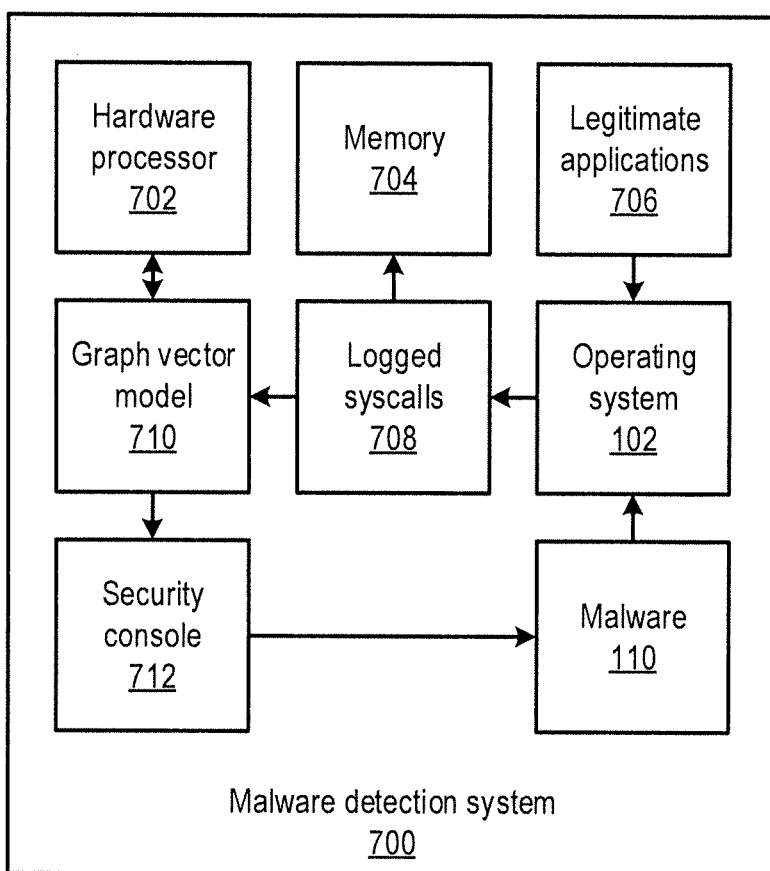 Hardware
processor
702
Memory
704
Legitimate
applications
706
Graph vector
model
710
Logged
syscalls
708
Operating
system
102
Security
console
712
Malware
110
Malware detection system
700